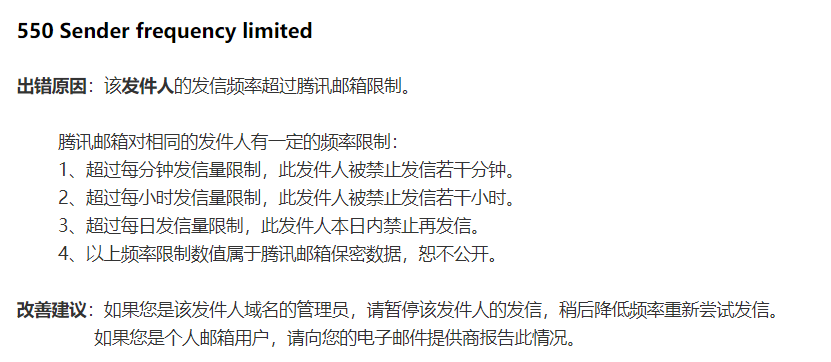 550 Sender frequency limited
出错原因：该发件人的发信频率超过腾讯邮箱限制。
腾讯邮箱对相同的发件人有一定的频率限制：
1、超过每分钟发信量限制，此发件人被禁止发信若干分钟。
2、超过每小时发信量限制，此发件人被禁止发信若干小时。
3、超过每日发信量限制，此发件人本日内禁止再发信。
4、以上频率限制数值属于腾讯邮箱保密数据，恕不公开。
改善建议：如果您是该发件人域名的管理员，请暂停该发件人的发信，稍后降低频率重新尝试发信。
如果您是个人邮箱用户，请向您的电子邮件提供商报告此情况。